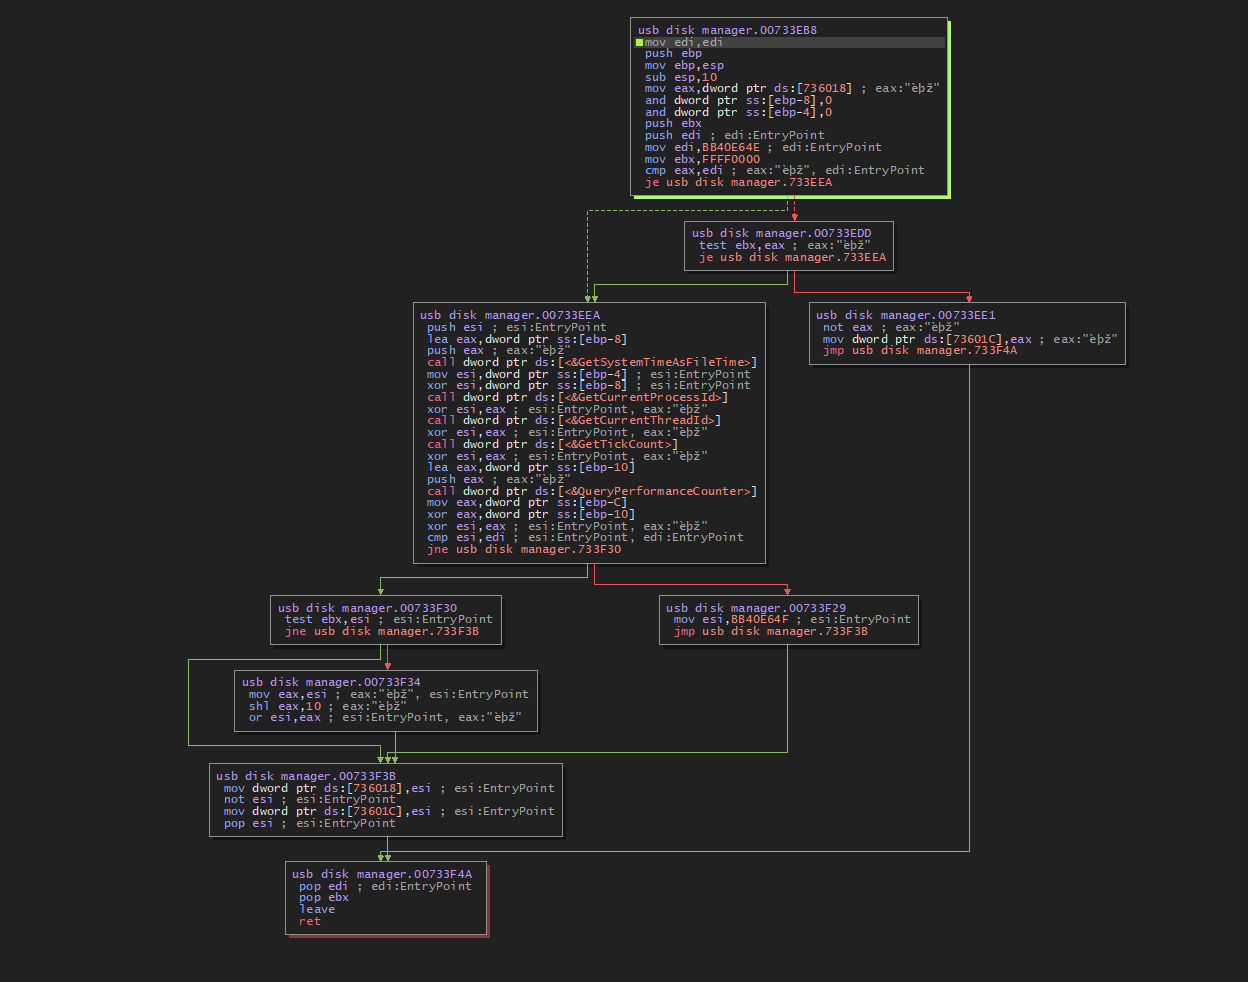 usb disk manager.00733EB8
mov edi,edi
push ebp
mov ebp,esp
sub esp,10
mov eax,dword ptr ds:[736018] ; eax:"èþž"
and dword ptr ss:[ebp-8],0
and dword ptr ss:[ebp-4],0
push ebx
push edi ; edi:EntryPoint
mov edi,BB40E64E ; edi:EntryPoint
mov ebx,FFFF0000
cmp eax,edi ; eax:"èþž", edi:EntryPoint
je usb disk manager.733EEA
usb disk manager.00733EDD
test ebx,eax ; eax:"èþž"
je usb disk manager.733EEA
usb disk manager.00733EEA
push esi ; esi:EntryPoint
lea eax,dword ptr ss:[ebp-8]
push eax ; eax:"èþž"
call dword ptr ds:[<&GetSystemTimeAsFileTime>]
mov esi,dword ptr ss:[ebp-4] ; esi:EntryPoint
xor esi,dword ptr ss:[ebp-8] ; esi:EntryPoint
call dword ptr ds:[<&GetCurrentProcessId>]
xor esi,eax ; esi:EntryPoint, eax:"èþž"
call dword ptr ds:[<&GetCurrentThreadId>]
xor esi,eax ; esi:EntryPoint, eax:"èþž"
call dword ptr ds:[<&GetTickCount>]
xor esi,eax ; esi:EntryPoint, eax:"èþž"
lea eax,dword ptr ss:[ebp-10]
push eax ; eax:"èþž"
call dword ptr ds:[<&QueryPerformanceCounter>]
mov eax,dword ptr ss:[ebp-C]
xor eax,dword ptr ss:[ebp-10]
xor esi,eax ; esi:EntryPoint, eax:"èþž"
cmp esi,edi ; esi:EntryPoint, edi:EntryPoint
jne usb disk manager.733F30
usb disk manager.00733EE1
not eax ; eax:"èþž"
mov dword ptr ds:[73601C],eax ; eax:"èþž"
jmp usb disk manager.733F4A
usb disk manager.00733F30
test ebx,esi ; esi:EntryPoint
jne usb disk manager.733F3B
usb disk manager.00733F29
mov esi,BB40E64F ; esi:EntryPoint
jmp usb disk manager.733F3B
usb disk manager.00733F34
mov eax,esi ; eax:"èþž", esi:EntryPoint
shl eax,10 ; eax:"èþž"
or esi,eax ; esi:EntryPoint, eax:"èþž"
usb disk manager.00733F3B
mov dword ptr ds:[736018],esi ; esi:EntryPoint
not esi ; esi:EntryPoint
mov dword ptr ds:[73601C],esi ; esi:EntryPoint
pop esi ; esi:EntryPoint
usb disk manager.00733F4A
pop edi ; edi:EntryPoint
pop ebx
leave
ret